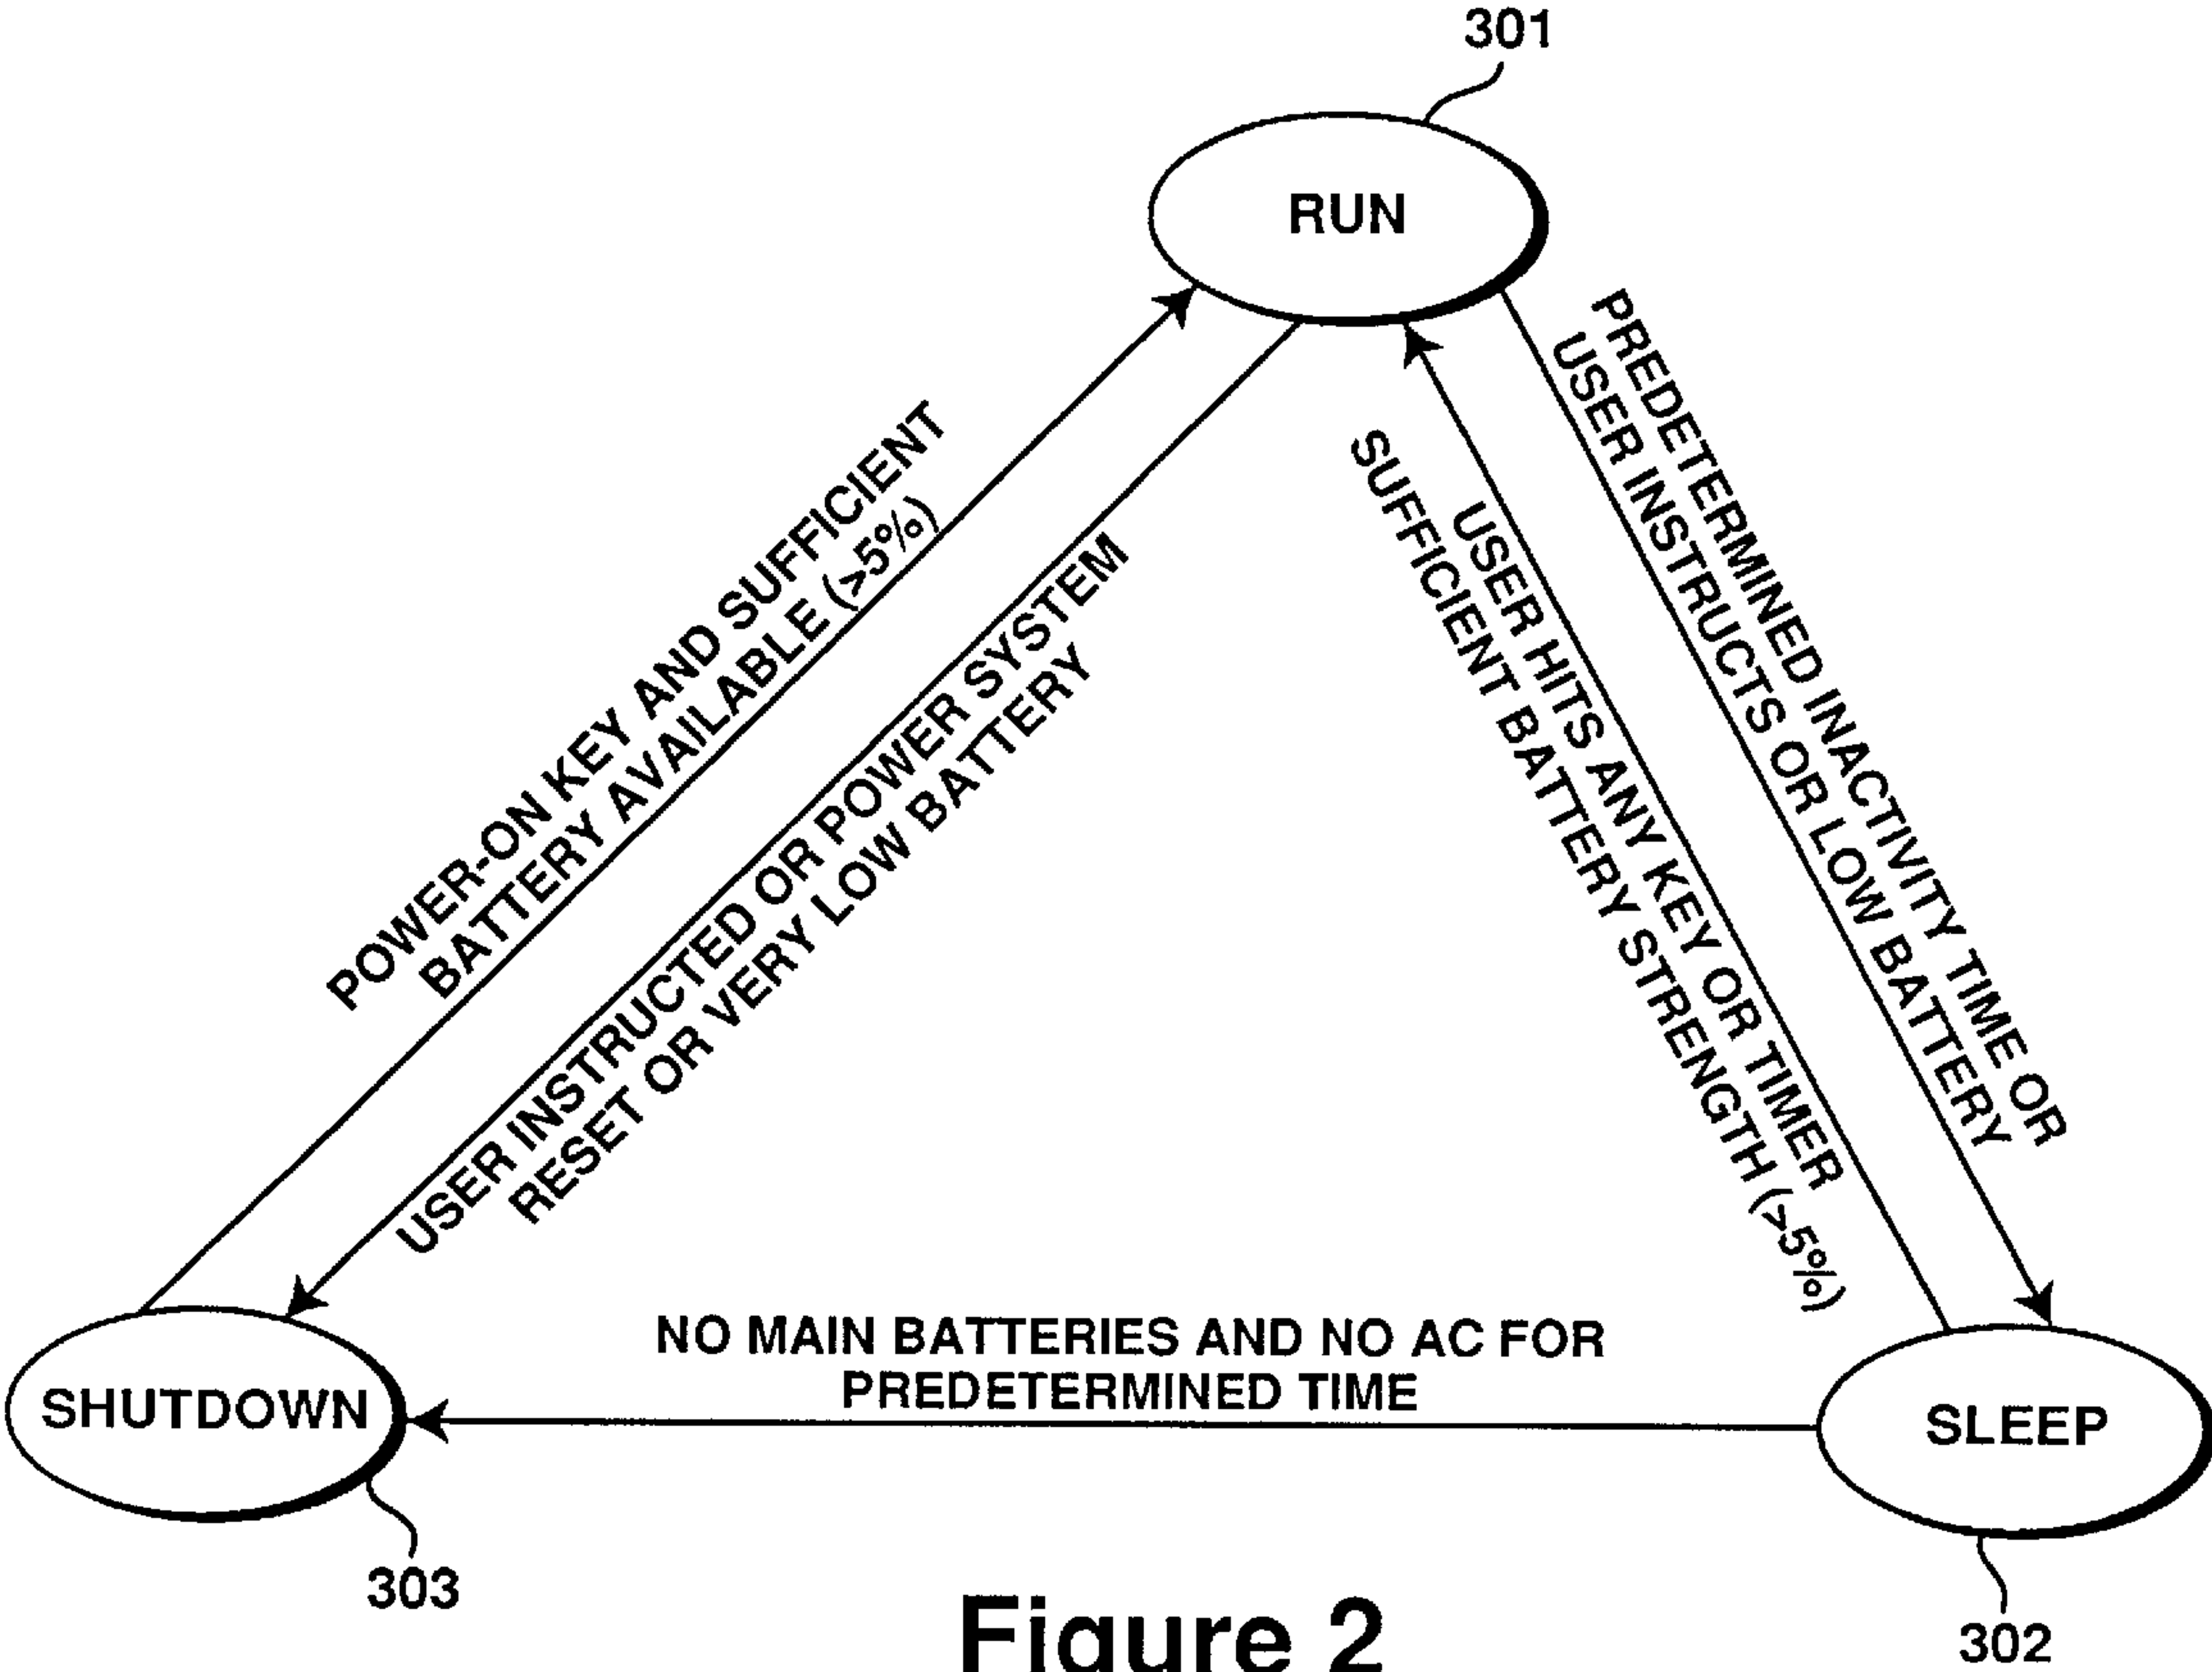 301
RUN
POWER-ON KEY AND SUFFICIENT
BATTERY AVAILABLE (>5%)
USER INSTRUCTED OR POWER SYSTEM
RESET OR VERY LOW BATTERY
USER HITS ANY KEY OR TIMER
SUFFICIENT BATTERY STRENGTH (>5%)
PREDETERMINED INACTIVITY TIME OR
USER INSTRUCTS OR LOW BATTERY
NO MAIN BATTERIES AND NO AC FOR
PREDETERMINED TIME
SHUTDOWN
SLEEP
303
302
Figure 2